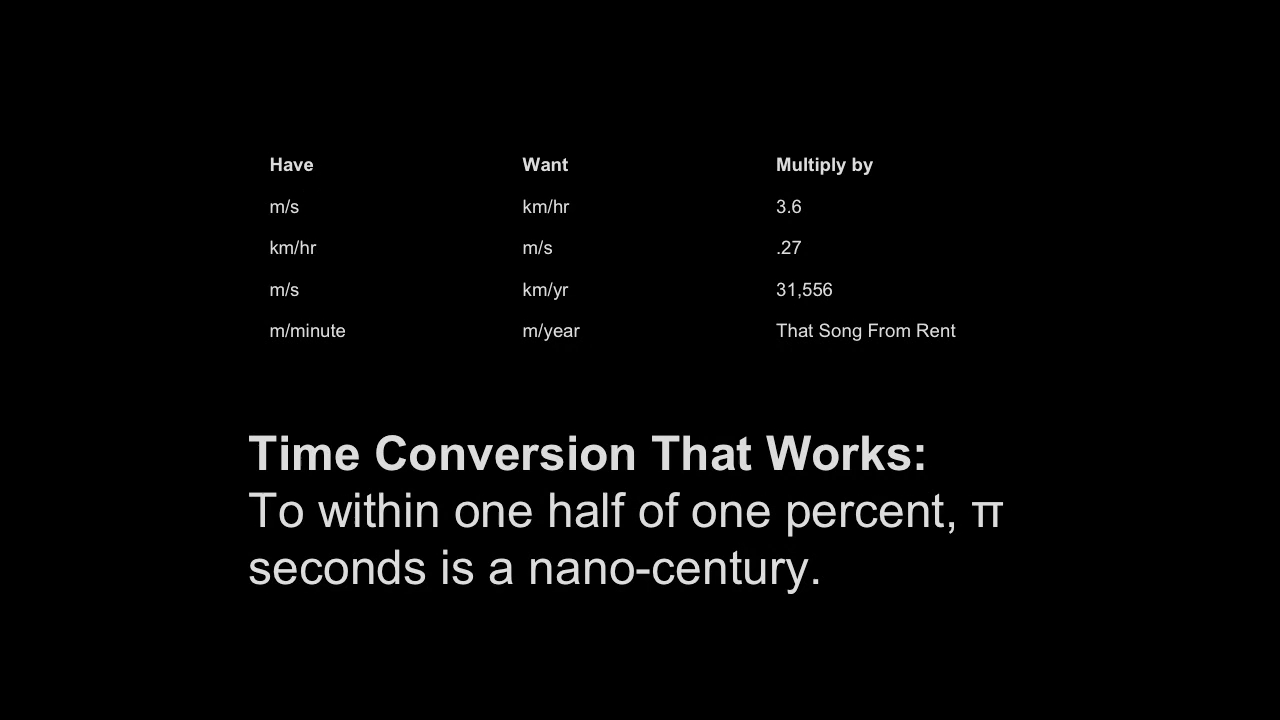 Have Want Multiply by
m/s km/hr 3.6
km/hr m/s .27
m/s km/yr 31,556
m/minute m/year That Song From Rent
Time Conversion That Works:
To within one half of one percent, π
seconds is a nano-century.